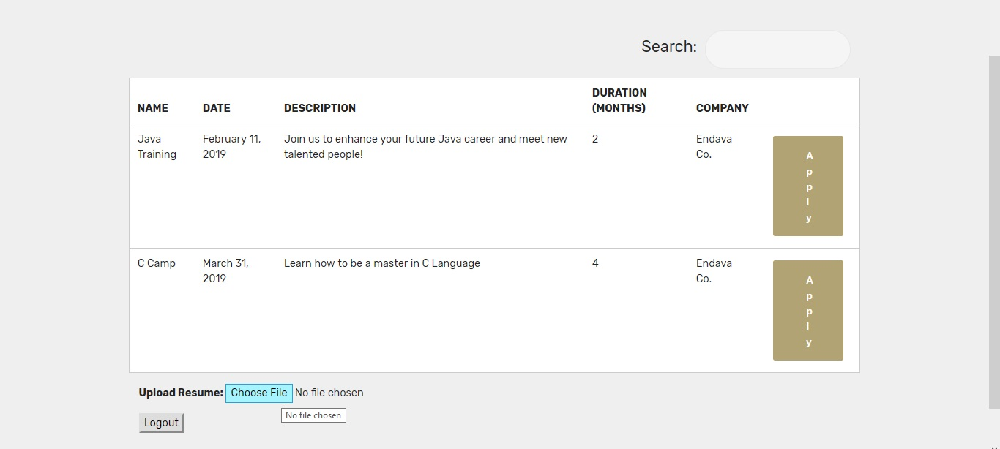 Search:
DURATION
NAME DATE DESCRIPTION (MONTHS) COMPANY
Java February 11, Join us to enhance your future Java career and meet new 2 Endava
Training 2019 talented people! Co.
A
p
p
l
y
C Camp March 31, Learn how to be a master in C Language 4 Endava
2019 Co.
A
p
p
l
y
Upload Resume: Choose File No file chosen
No file chosen
Logout